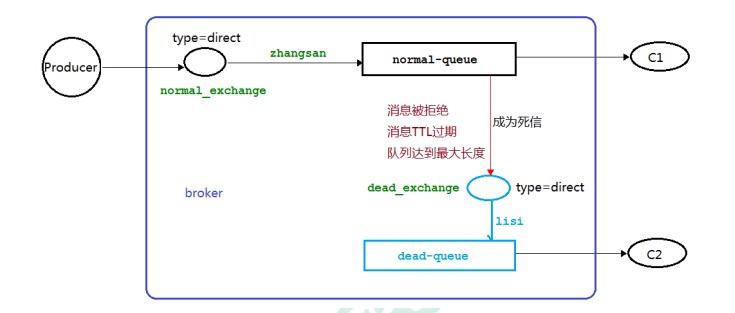 type=direct
zhangsan
Producer
normal-queue
C1
normal_exchange
消息被拒绝
消息TTL过期
队列达到最大长度
成为死信
broker
dead_exchange
type=direct
lisi
dead-queue
C2